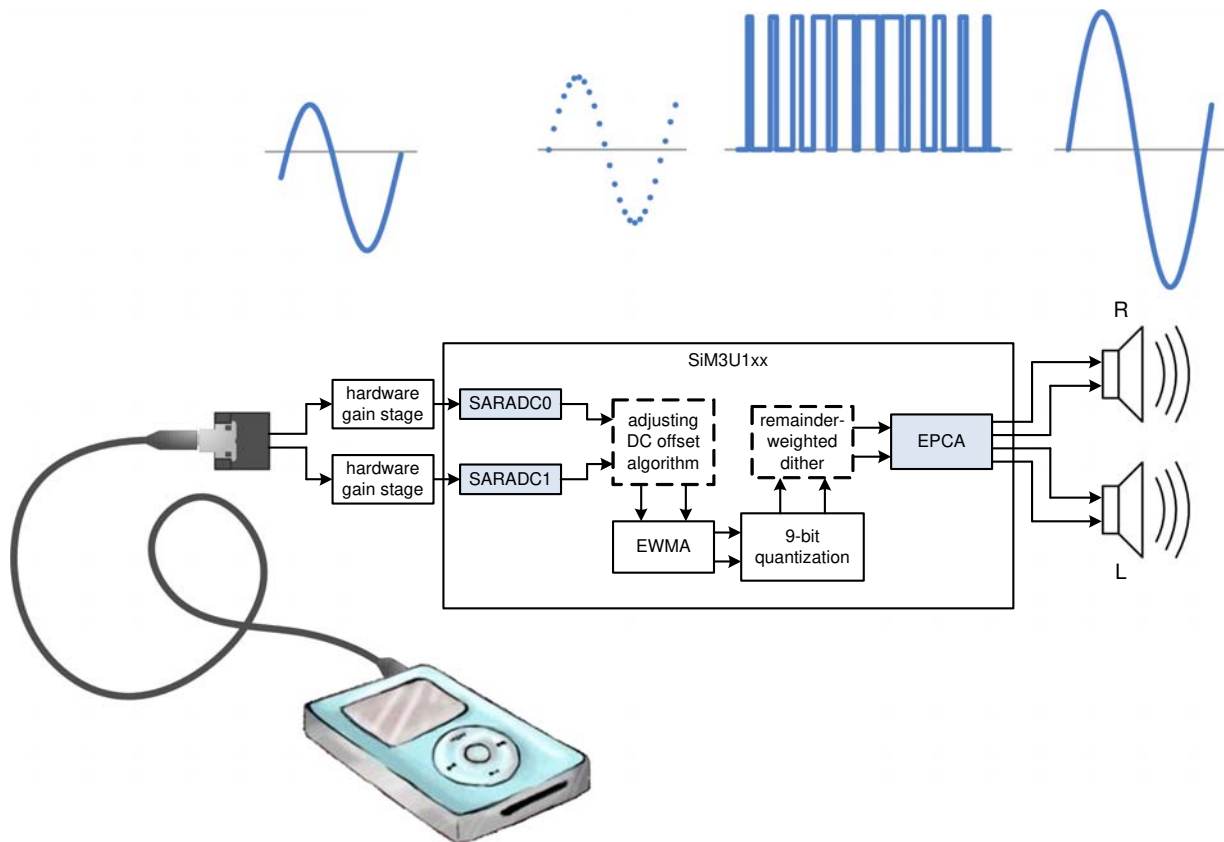 R
SiM3U1xx
hardware
gain stage
SARADC0
adjusting
DC offset
algorithm
remainder-
weighted
dither
EPCA
hardware
gain stage
SARADC1
EWMA
9-bit
quantization
L